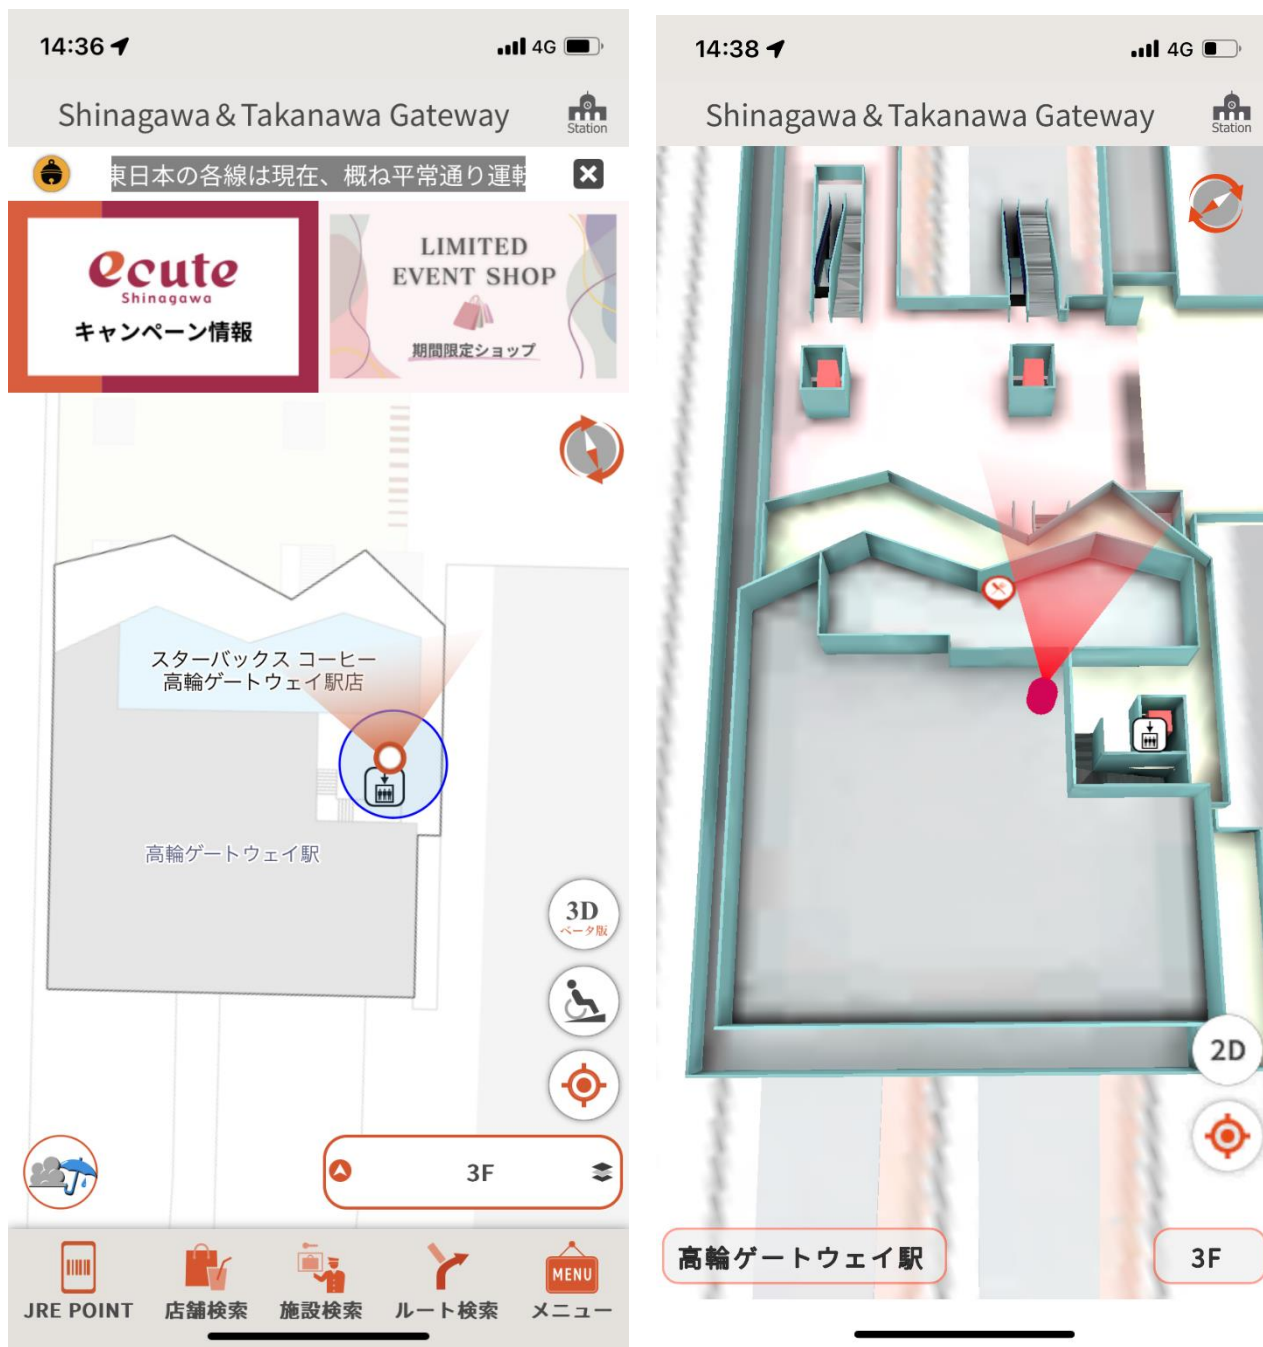 14:36
4G
Shinagawa & Takanawa Gateway
Station
東日本の各線は現在、概ね平常通り運転
ecute
Shinagawa
キャンペーン情報
LIMITED
EVENT SHOP
期間限定ショップ
スターバックス コーヒー
高輪ゲートウェイ駅店
高輪ゲートウェイ駅
3D
ベータ版
3F
MENU
JRE POINT
店舗検索
施設検索
ルート検索
メニュー
14:38
4G
Shinagawa & Takanawa Gateway
Station
2D
高輪ゲートウェイ駅
3F